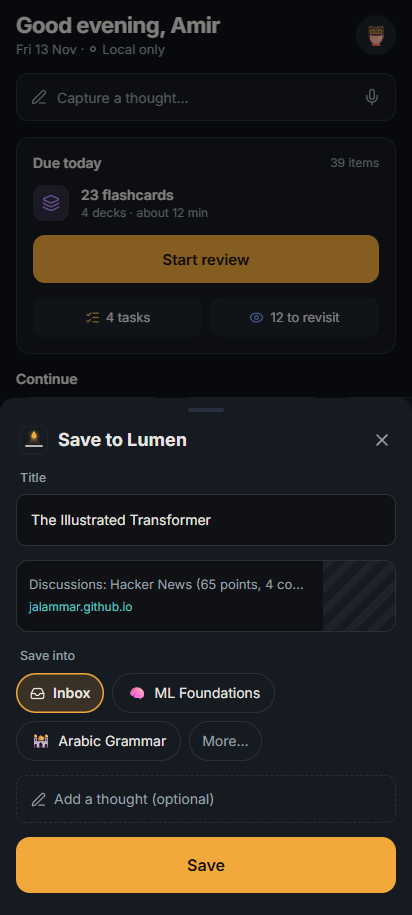 Good evening, Amir
Fri 13 Nov · Local only
Capture a thought...
Due today
39 items
23 flashcards
4 decks · about 12 min
Start review
4 tasks
12 to revisit
Continue
Save to Lumen
Title
The Illustrated Transformer
Discussions: Hacker News (65 points, 4 co...
jalammar.github.io
Save into
Inbox
ML Foundations
Arabic Grammar
More...
Add a thought (optional)
Save